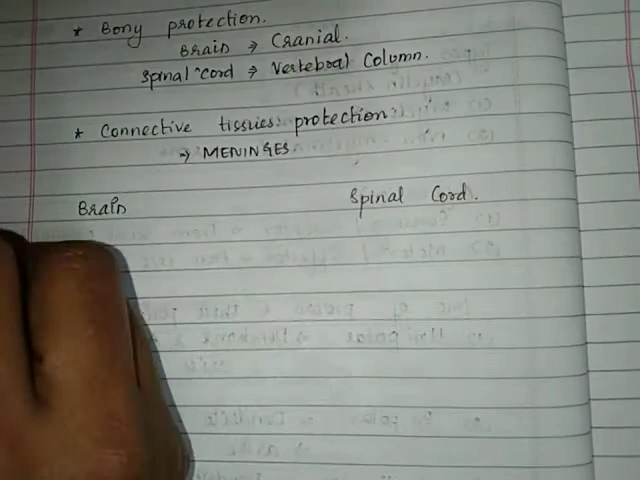 * Bony protection.
Brain → Cranial.
Spinal cord → Vertebral Column.
* Connective tissues protection
→ MENINGES
Brain Spinal Cord.